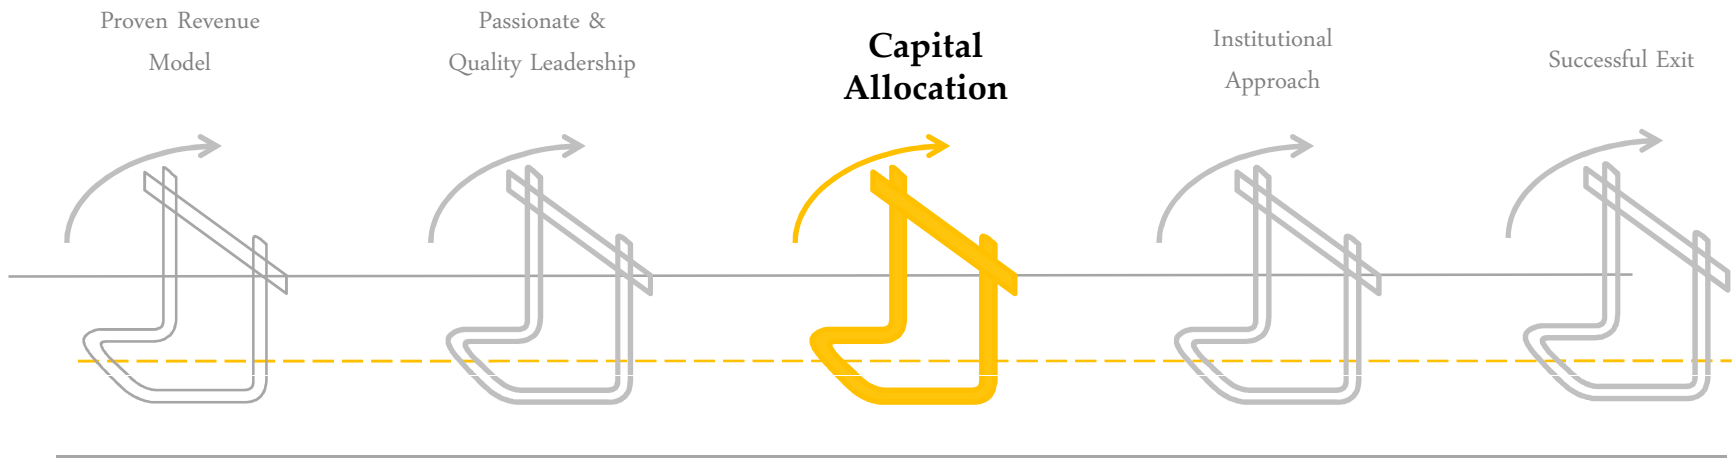 Proven Revenue
Model
Passionate &
Quality Leadership
Capital
Allocation
Institutional
Approach
Successful Exit